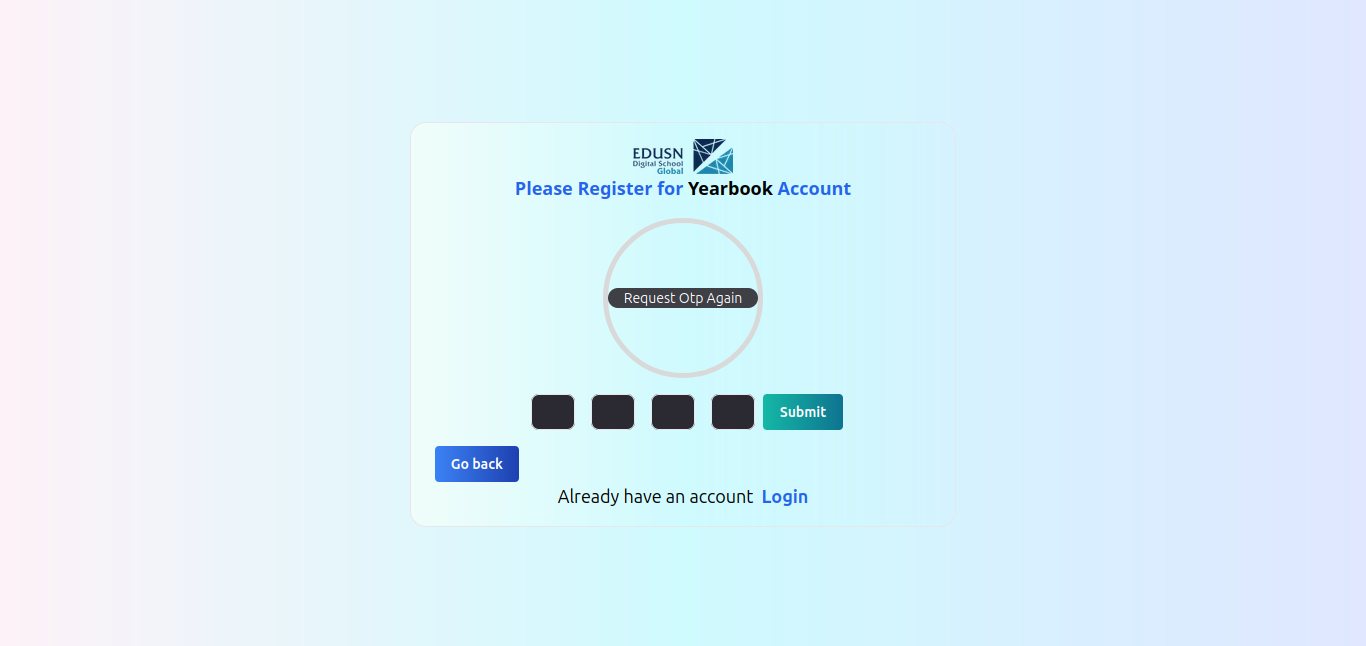 EDUSN
Digital School
Global
Please Register for Yearbook Account
Request Otp Again
Submit
Go back
Already have an account Login